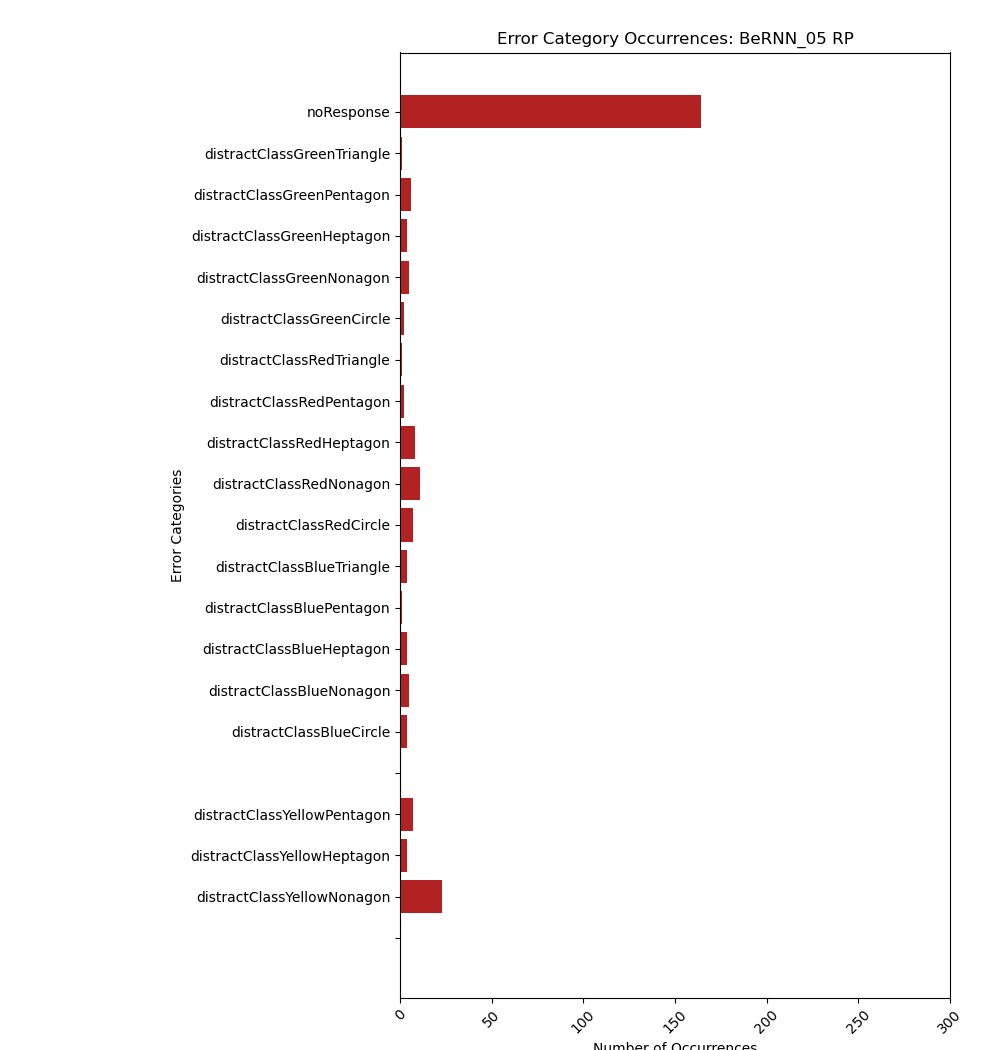 Error Category Occurrences: BeRNN_05 RP
noResponse
distractClassGreenTriangle
distractClassGreenPentagon
distractClassGreenHeptagon
distractClassGreenNonagon
distractClassGreenCircle
distractClassRedTriangle
distractClassRedPentagon
distractClassRedHeptagon
distractClassRedNonagon
distractClassRedCircle
distractClassBlueTriangle
distractClassBluePentagon
distractClassBlueHeptagon
distractClassBlueNonagon
distractClassBlueCircle
distractClassYellowPentagon
distractClassYellowHeptagon
distractClassYellowNonagon
Error Categories
0 50 100 150 200 250 300
Number of Occurrences